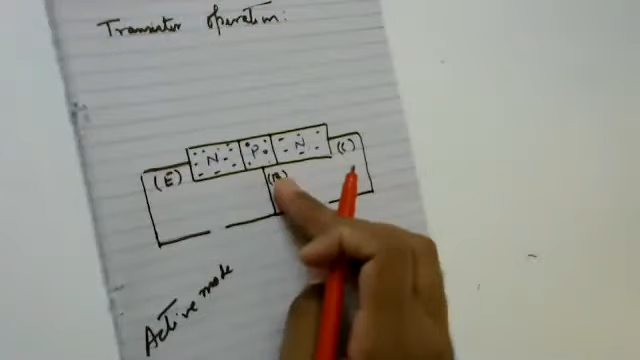 Transistor operation:
N P N
(E) (B) (C)
Active mode